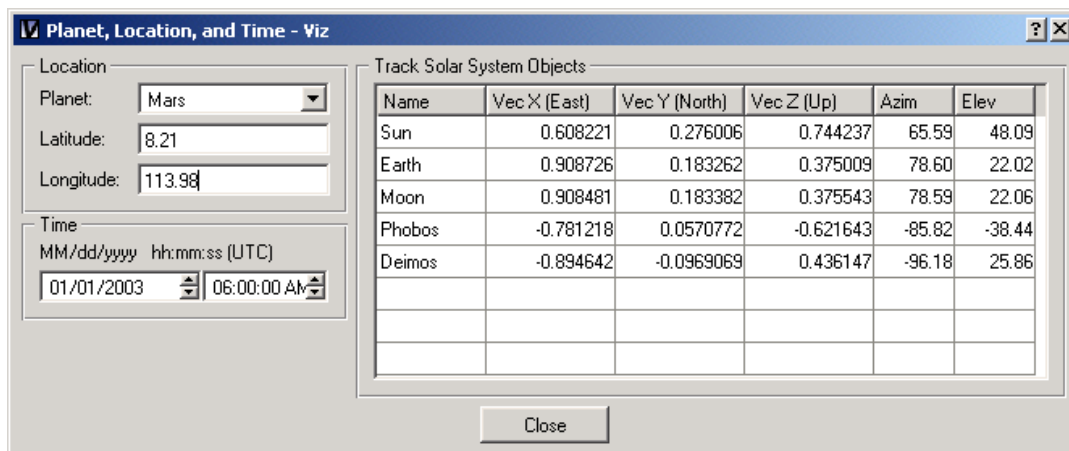 Planet, Location, and Time - Viz
Location
Planet: Mars
Latitude: 8.21
Longitude: 113.98
Time
MM/dd/yyyy hh:mm:ss (UTC)
01/01/2003 06:00:00 AM
Track Solar System Objects
Name Vec X (East) Vec Y (North) Vec Z (Up) Azim Elev
Sun 0.608221 0.276006 0.744237 65.59 48.09
Earth 0.908726 0.183262 0.375009 78.60 22.02
Moon 0.908481 0.183382 0.375543 78.59 22.06
Phobos -0.781218 0.0570772 -0.621643 -85.82 -38.44
Deimos -0.894642 -0.0969069 0.436147 -96.18 25.86
Close